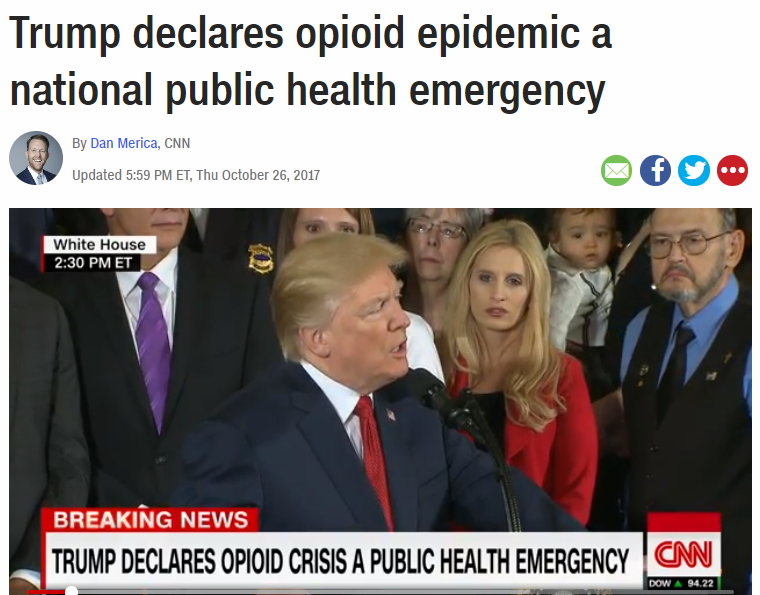 Trump declares opioid epidemic a
national public health emergency
By Dan Merica, CNN
Updated 5:59 PM ET, Thu October 26, 2017
White House
2:30 PM ET
BREAKING NEWS
TRUMP DECLARES OPIOID CRISIS A PUBLIC HEALTH EMERGENCY
CNN
DOW ▲ 94.22